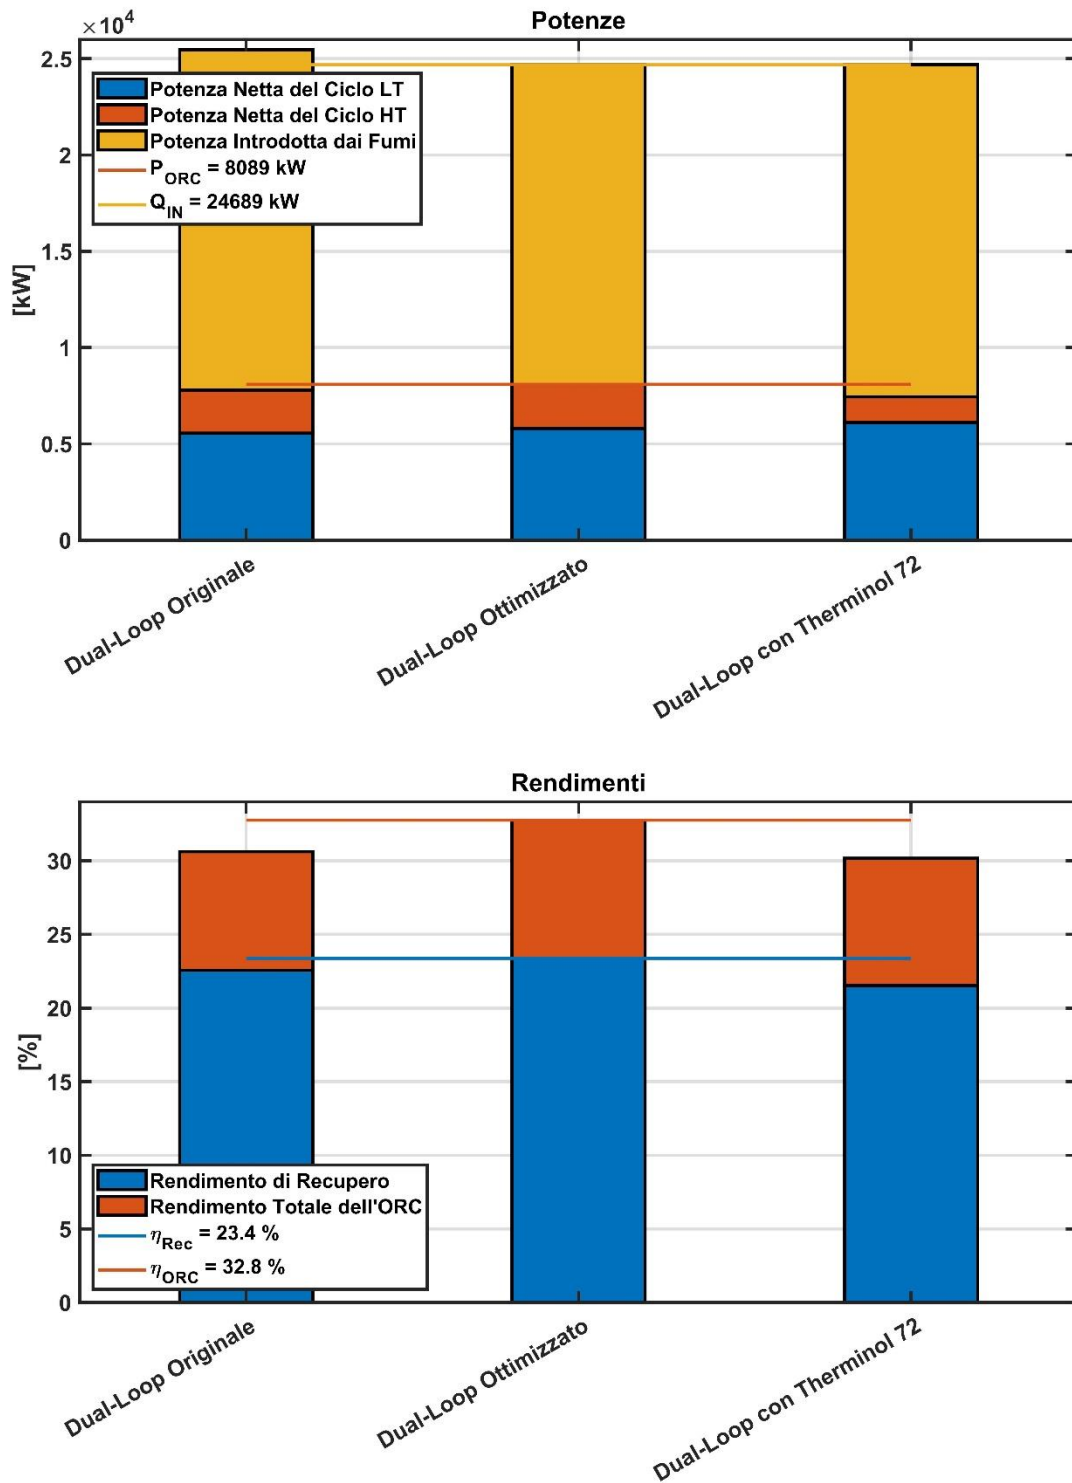 Potenze
×10⁴
2.5
2
1.5
1
0.5
0
[kW]
Potenza Netta del Ciclo LT
Potenza Netta del Ciclo HT
Potenza Introdotta dai Fumi
P_ORC = 8089 kW
Q_IN = 24689 kW
Dual-Loop Originale
Dual-Loop Ottimizzato
Dual-Loop con Therminol 72
Rendimenti
30
25
20
15
10
5
0
[%]
Rendimento di Recupero
Rendimento Totale dell'ORC
η_Rec = 23.4 %
η_ORC = 32.8 %
Dual-Loop Originale
Dual-Loop Ottimizzato
Dual-Loop con Therminol 72